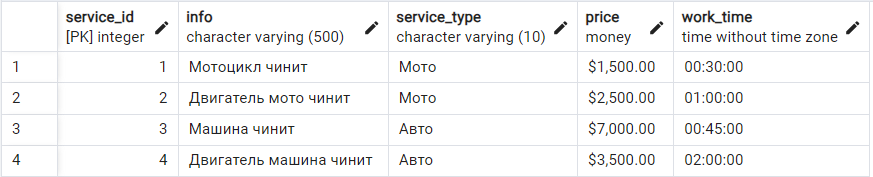 service_id info service_type price work_time
[PK] integer character varying (500) character varying (10) money time without time zone
1 1 Мотоцикл чинит Мото $1,500.00 00:30:00
2 2 Двигатель мото чинит Мото $2,500.00 01:00:00
3 3 Машина чинит Авто $7,000.00 00:45:00
4 4 Двигатель машина чинит Авто $3,500.00 02:00:00